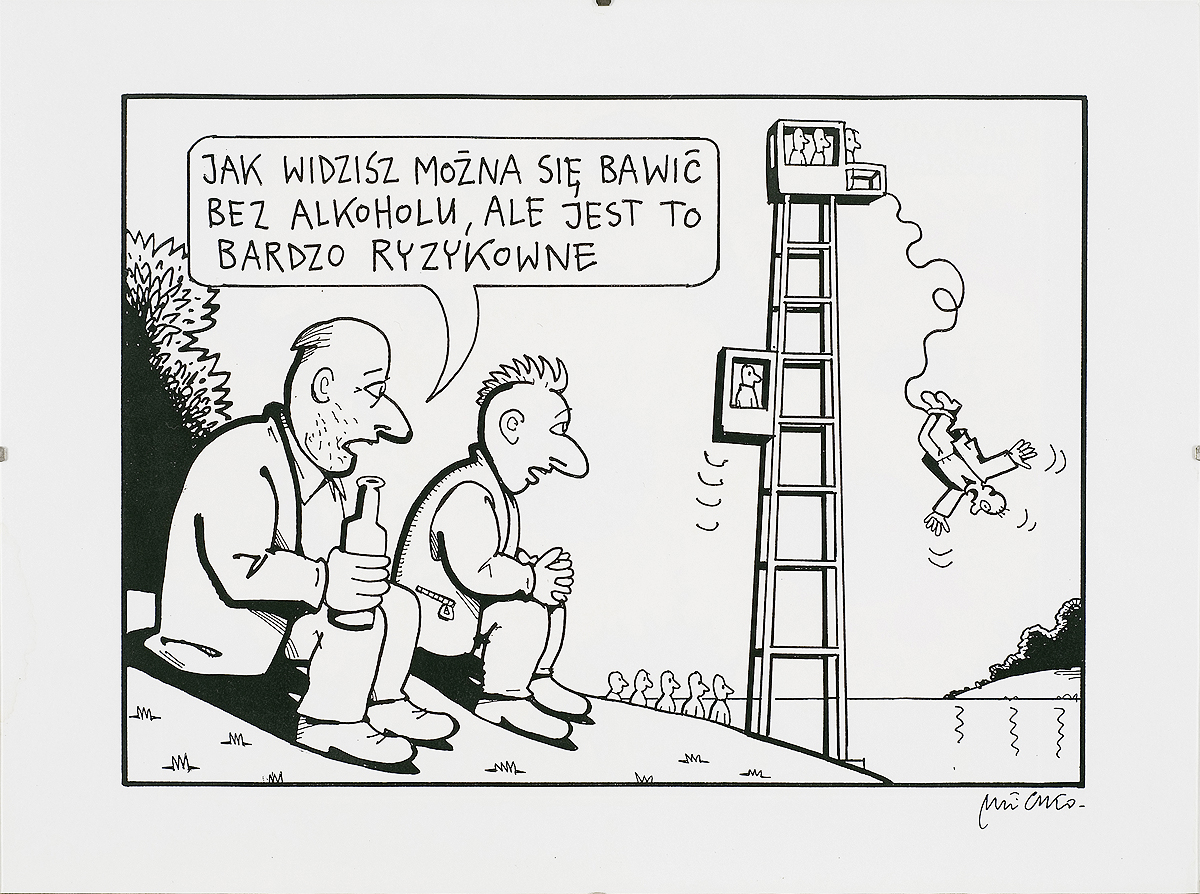 JAK WIDZISZ MOŻNA SIĘ BAWIĆ
BEZ ALKOHOLU, ALE JEST TO
BARDZO RYZYKOWNE